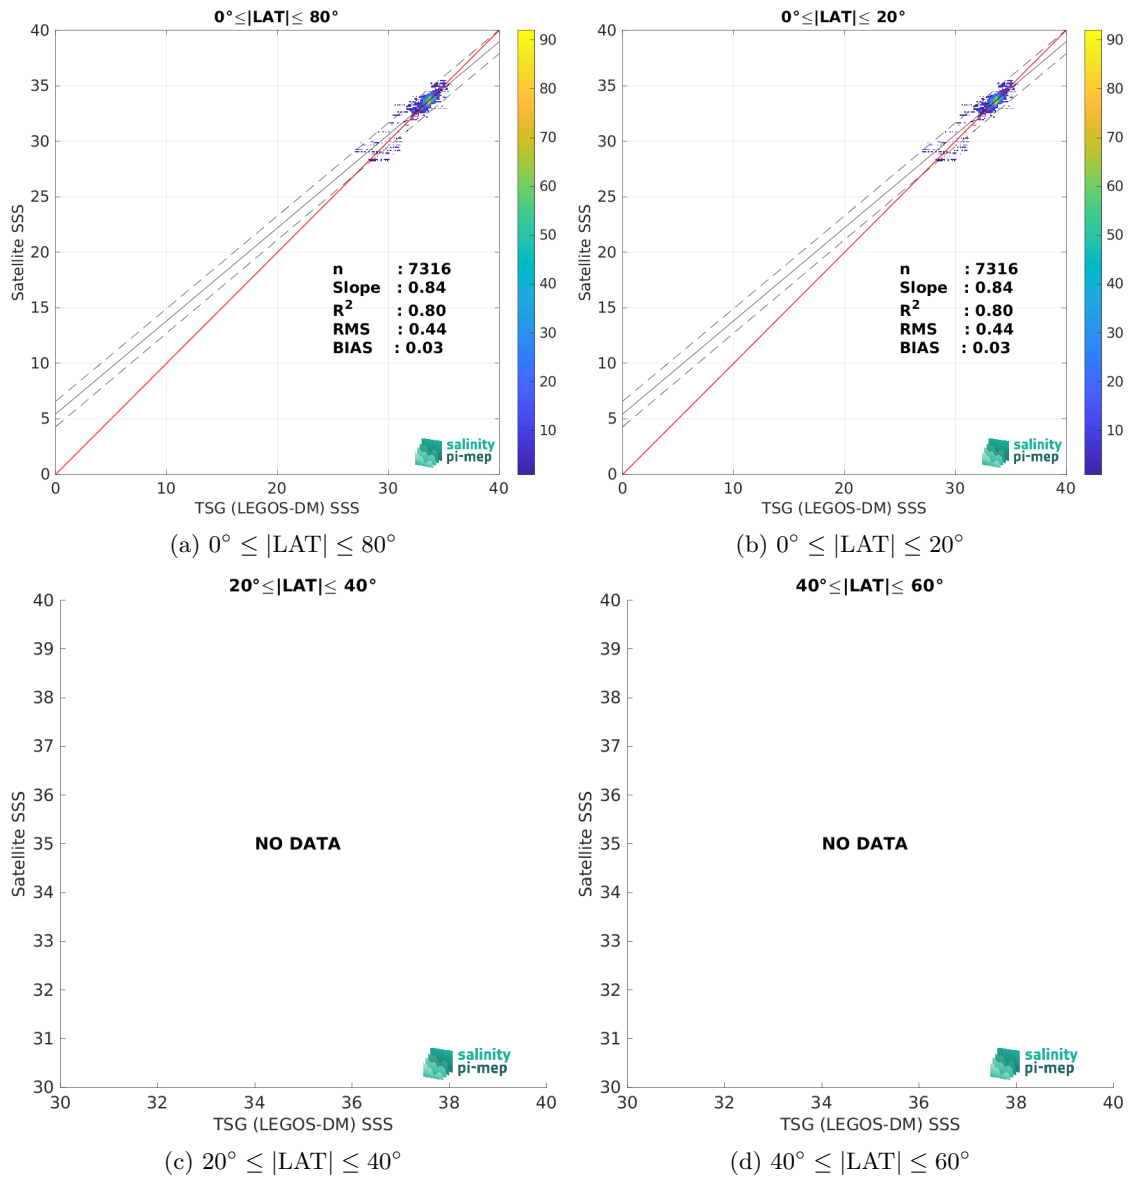 0°≤|LAT|≤ 80°
40
35
30
25
20
15
10
5
0
Satellite SSS
0
10
20
30
40
TSG (LEGOS-DM) SSS
n : 7316
Slope : 0.84
R² : 0.80
RMS : 0.44
BIAS : 0.03
salinity
pi-mep
90
80
70
60
50
40
30
20
10
(a) 0° ≤ |LAT| ≤ 80°
0°≤|LAT|≤ 20°
40
35
30
25
20
15
10
5
0
Satellite SSS
0
10
20
30
40
TSG (LEGOS-DM) SSS
n : 7316
Slope : 0.84
R² : 0.80
RMS : 0.44
BIAS : 0.03
salinity
pi-mep
90
80
70
60
50
40
30
20
10
(b) 0° ≤ |LAT| ≤ 20°
20°≤|LAT|≤ 40°
40
39
38
37
36
35
34
33
32
31
30
Satellite SSS
NO DATA
salinity
pi-mep
30
32
34
36
38
40
TSG (LEGOS-DM) SSS
(c) 20° ≤ |LAT| ≤ 40°
40°≤|LAT|≤ 60°
40
39
38
37
36
35
34
33
32
31
30
Satellite SSS
NO DATA
salinity
pi-mep
30
32
34
36
38
40
TSG (LEGOS-DM) SSS
(d) 40° ≤ |LAT| ≤ 60°